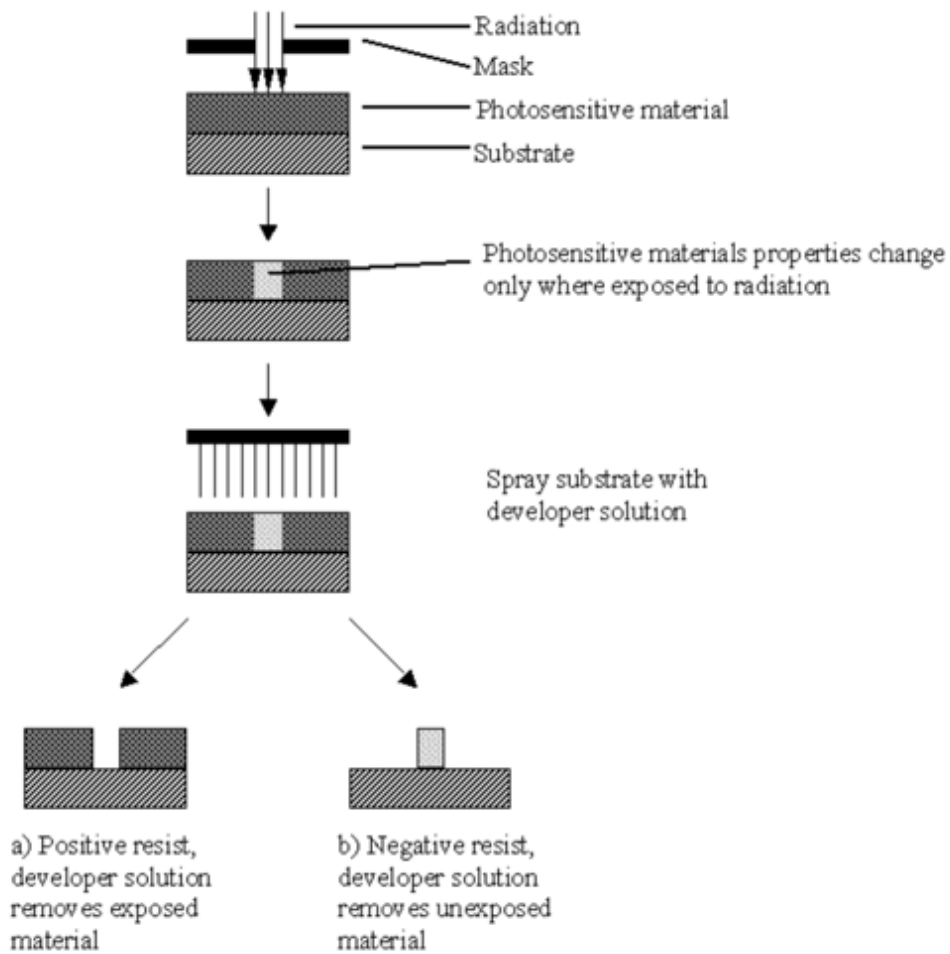 Radiation
Mask
Photosensitive material
Substrate
Photosensitive materials properties change
only where exposed to radiation
Spray substrate with
developer solution
a) Positive resist,
developer solution
removes exposed
material
b) Negative resist,
developer solution
removes unexposed
material